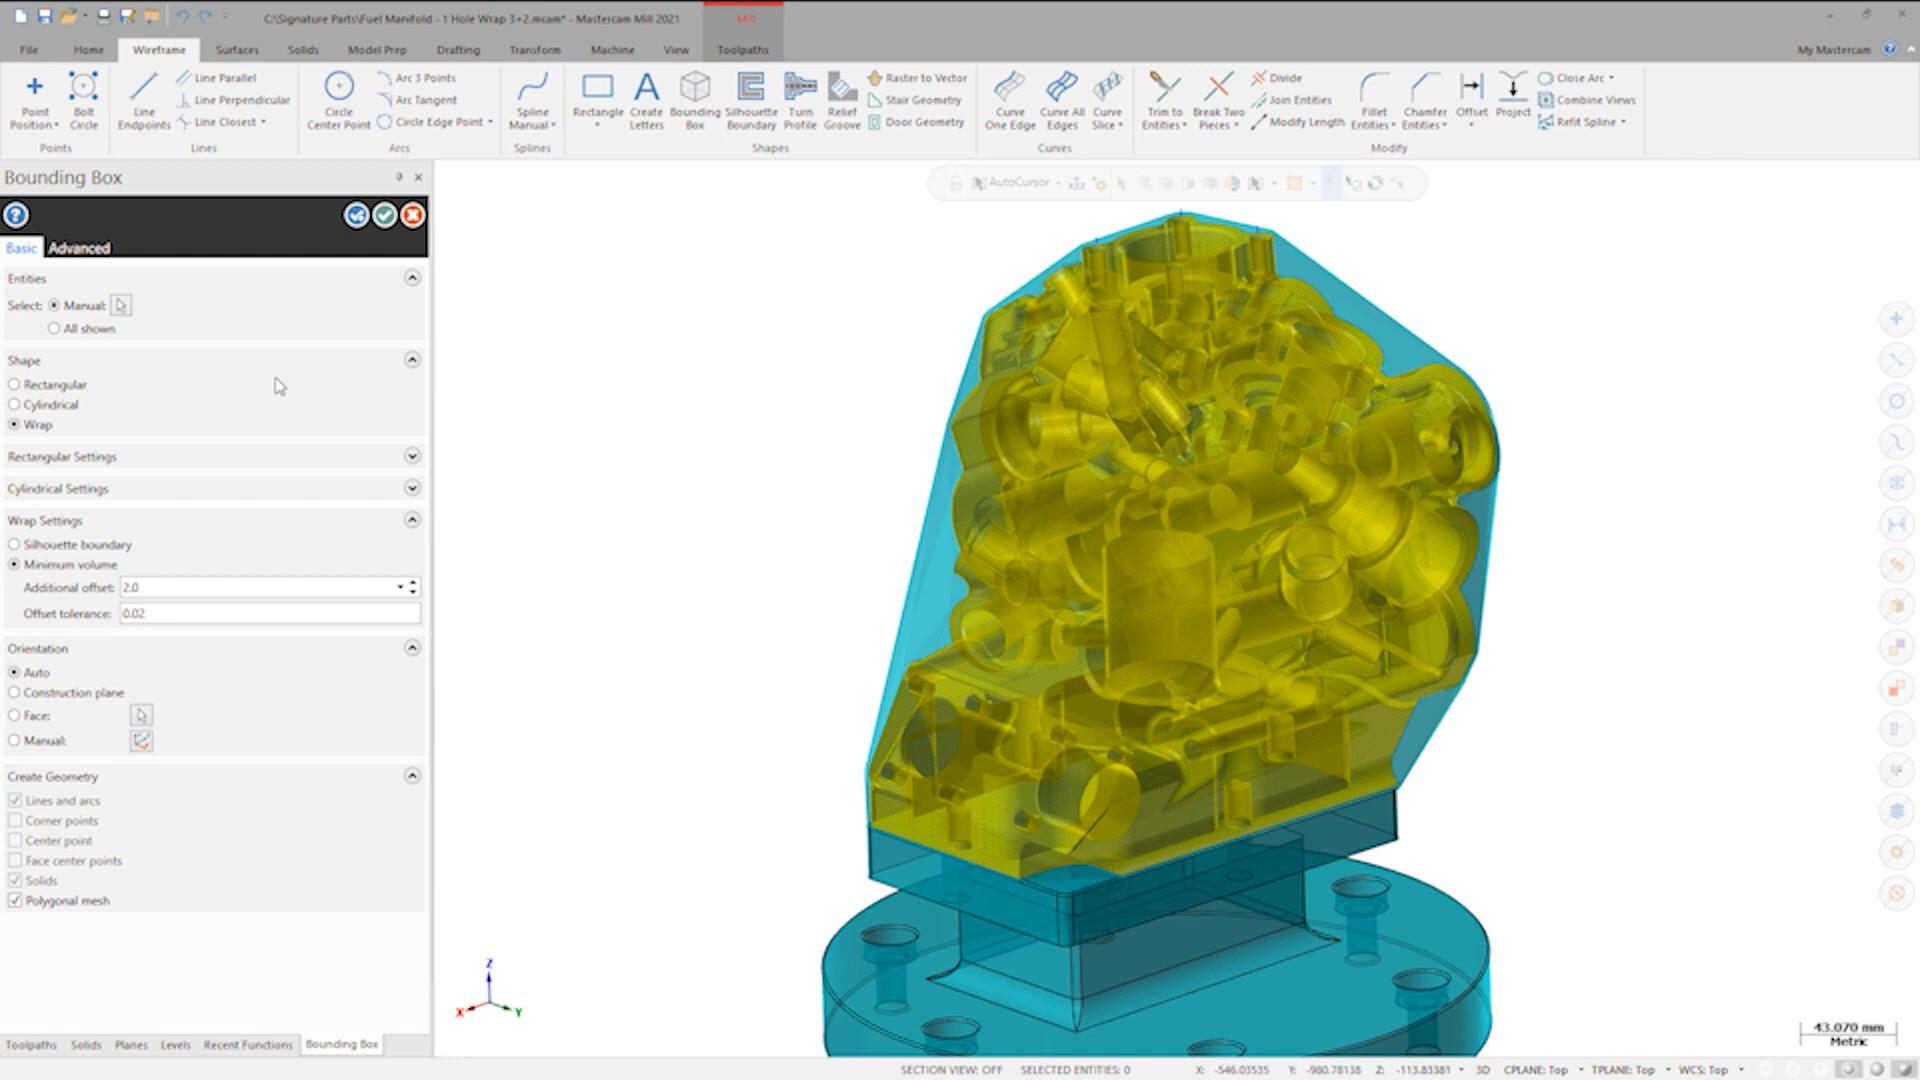 C:\Signature Parts\Fuel Manifold - 1 Hole Wrap 3+2.mcam* - Mastercam Mill 2021
Mill
File Home Wireframe Surfaces Solids Model Prep Drafting Transform Machine View Toolpaths
My Mastercam
Point Position
Bolt Circle
Points
Line Endpoints
Line Parallel
Line Perpendicular
Line Closest
Lines
Circle Center Point
Arc 3 Points
Arc Tangent
Circle Edge Point
Arcs
Spline Manual
Splines
Rectangle
Create Letters
Bounding Box
Silhouette Boundary
Turn Profile
Relief Groove
Raster to Vector
Stair Geometry
Door Geometry
Shapes
Curve One Edge
Curve All Edges
Curve Slice
Curves
Trim to Entities
Break Two Pieces
Divide
Join Entities
Modify Length
Fillet Entities
Chamfer Entities
Offset
Project
Close Arc
Combine Views
Refit Spline
Modify
Bounding Box
AutoCursor
Basic Advanced
Entities
Select: Manual:
All shown
Shape
Rectangular
Cylindrical
Wrap
Rectangular Settings
Cylindrical Settings
Wrap Settings
Silhouette boundary
Minimum volume
Additional offset: 2.0
Offset tolerance: 0.02
Orientation
Auto
Construction plane
Face:
Manual:
Create Geometry
Lines and arcs
Corner points
Center point
Face center points
Solids
Polygonal mesh
Z
X
Y
43.070 mm
Metric
Toolpaths Solids Planes Levels Recent Functions Bounding Box
SECTION VIEW: OFF SELECTED ENTITIES: 0 X: -546.03535 Y: -980.78138 Z: -113.83381 3D CPLANE: Top TPLANE: Top WCS: Top